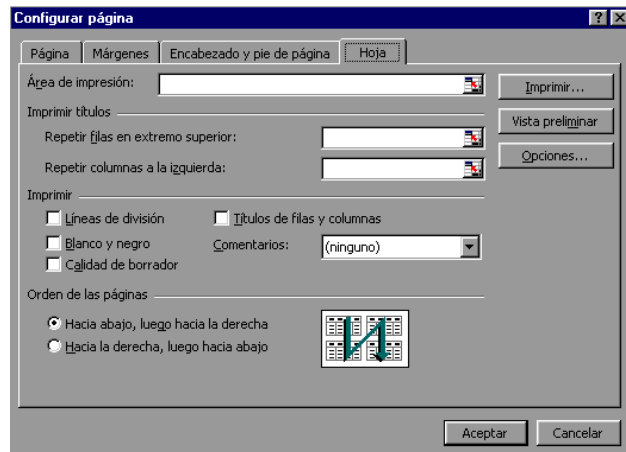 Configurar página
Página Márgenes Encabezado y pie de página Hoja
Área de impresión:
Imprimir...
Imprimir títulos
Vista preliminar
Repetir filas en extremo superior:
Opciones...
Repetir columnas a la izquierda:
Imprimir
Líneas de división Títulos de filas y columnas
Blanco y negro Comentarios: (ninguno)
Calidad de borrador
Orden de las páginas
Hacia abajo, luego hacia la derecha
Hacia la derecha, luego hacia abajo
Aceptar Cancelar